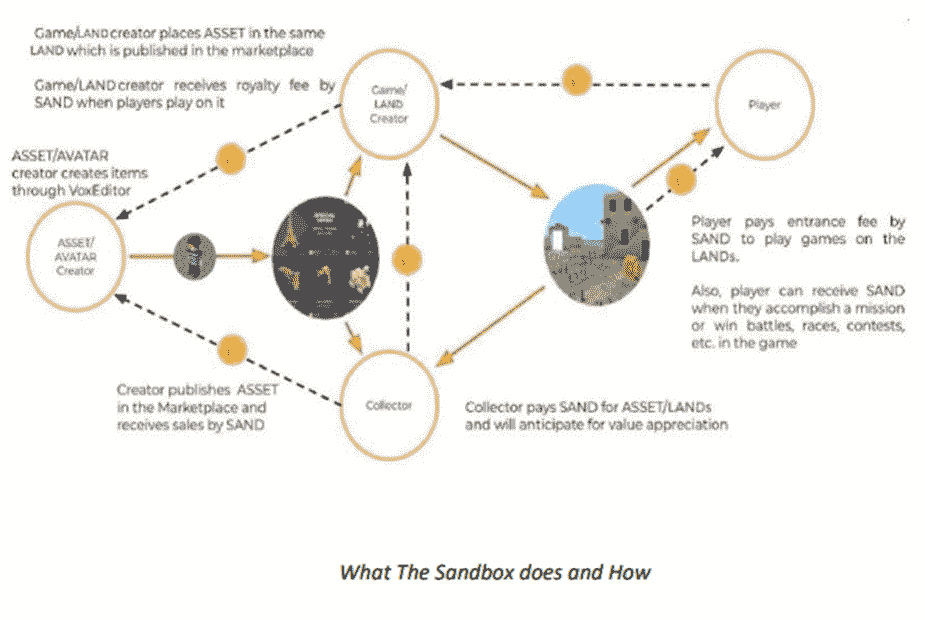 Game/LAND creator places ASSET in the same
LAND which is published in the marketplace
Game/LAND creator receives royalty fee by
SAND when players play on it
Game/
LAND
Creator
Player
ASSET/AVATAR
creator creates items
through VoxEditor
ASSET/
AVATAR
Creator
Player pays entrance fee by
SAND to play games on the
LANDs.
Also, player can receive SAND
when they accomplish a mission
or win battles, races, contests,
etc. in the game
Creator publishes ASSET
in the Marketplace and
receives sales by SAND
Collector
Collector pays SAND for ASSET/LANDs
and will anticipate for value appreciation
What The Sandbox does and How